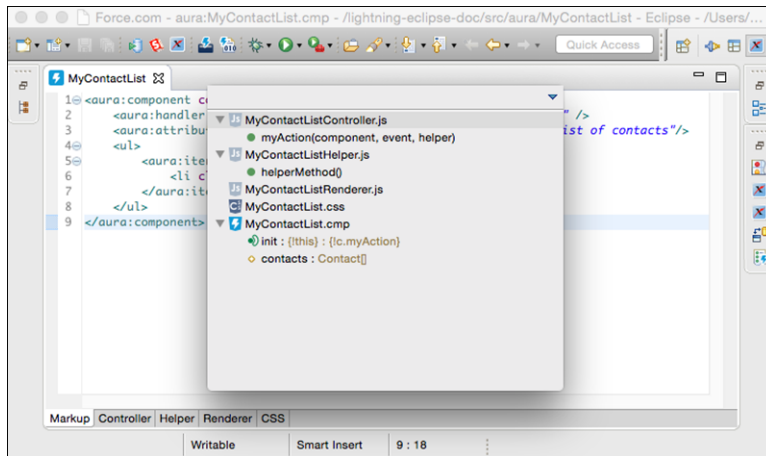 Force.com - aura:MyContactList.cmp - /lightning-eclipse-doc/src/aura/MyContactList - Eclipse - /Users/...
Quick Access
MyContactList
1 <aura:component c
2 <aura:handler " />
3 <aura:attribu ist of contacts"/>
4 <ul>
5 <aura:ite
6 <li c
7 </aura:ite
8 </ul>
9 </aura:component>
JS MyContactListController.js
myAction(component, event, helper)
JS MyContactListHelper.js
helperMethod()
JS MyContactListRenderer.js
MyContactList.css
MyContactList.cmp
init : {!this} : {!c.myAction}
contacts : Contact[]
Markup Controller Helper Renderer CSS
Writable Smart Insert 9 : 18